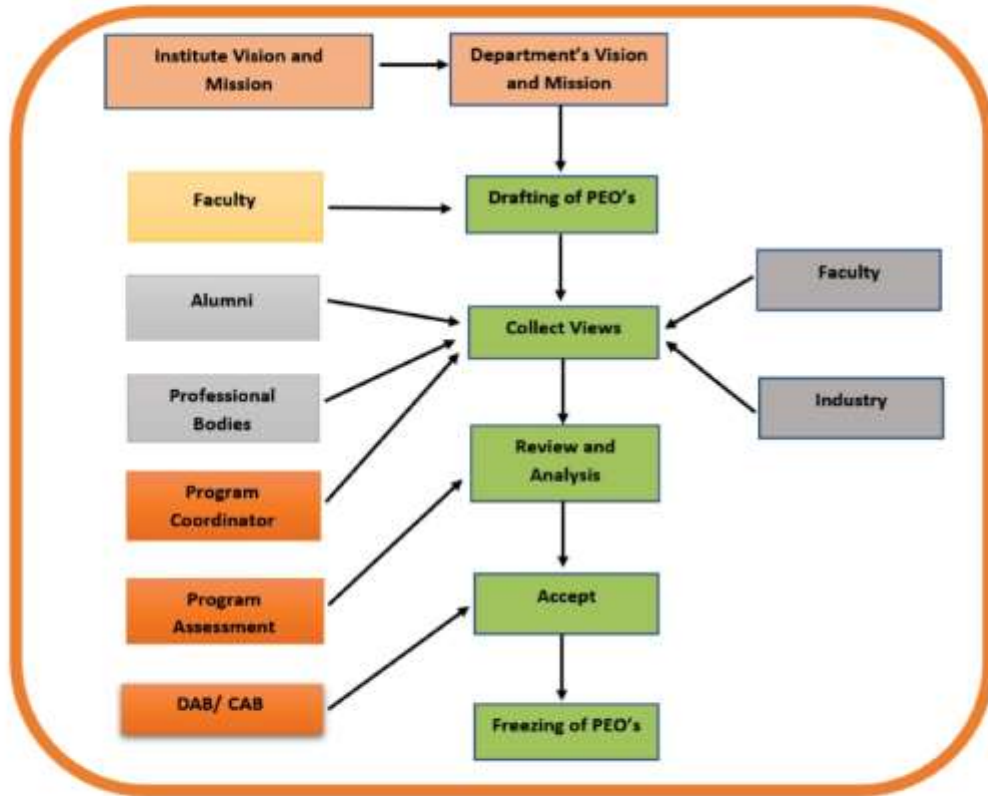 Institute Vision and
Mission
Department's Vision
and Mission
Faculty
Drafting of PEO's
Alumni
Collect Views
Faculty
Professional
Bodies
Industry
Review and
Analysis
Program
Coordinator
Program
Assessment
Accept
DAB/ CAB
Freezing of PEO's